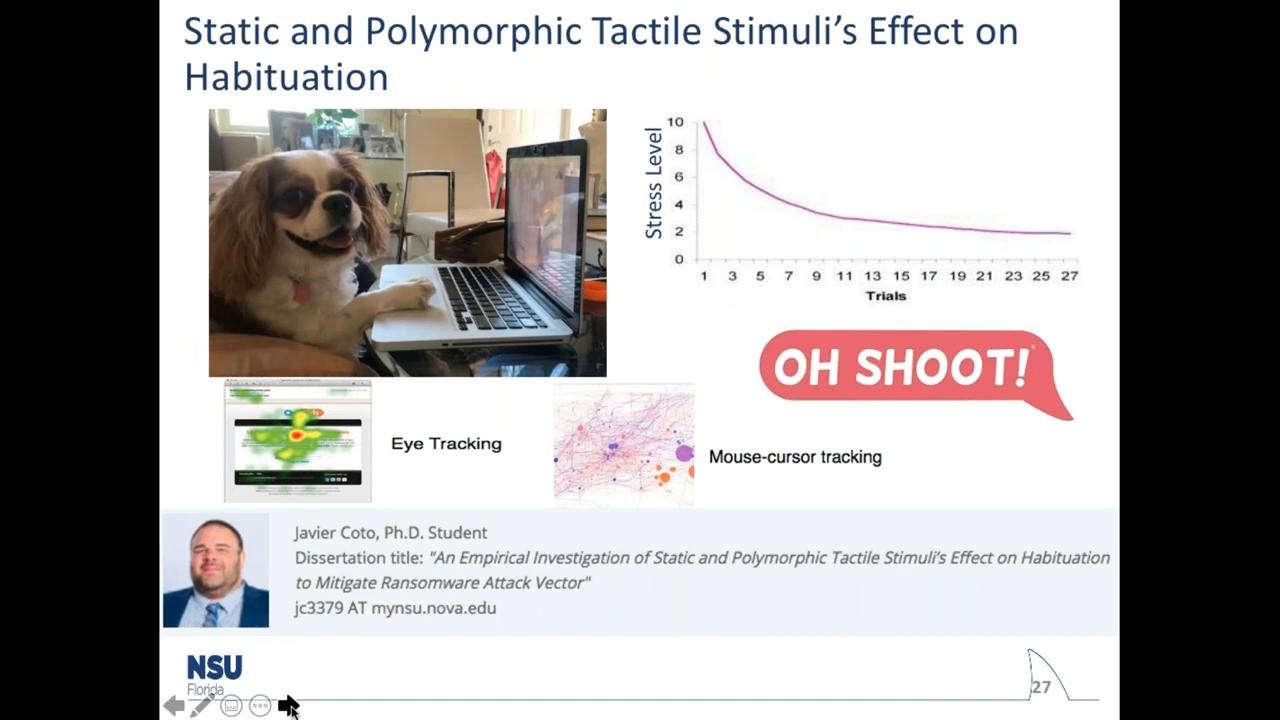 Static and Polymorphic Tactile Stimuli's Effect on
Habituation
Stress Level
10
8
6
4
2
0
1 3 5 7 9 11 13 15 17 19 21 23 25 27
Trials
OH SHOOT!
Eye Tracking
Mouse-cursor tracking
Javier Coto, Ph.D. Student
Dissertation title: "An Empirical Investigation of Static and Polymorphic Tactile Stimuli's Effect on Habituation
to Mitigate Ransomware Attack Vector"
jc3379 AT mynsu.nova.edu
NSU
Florida
27